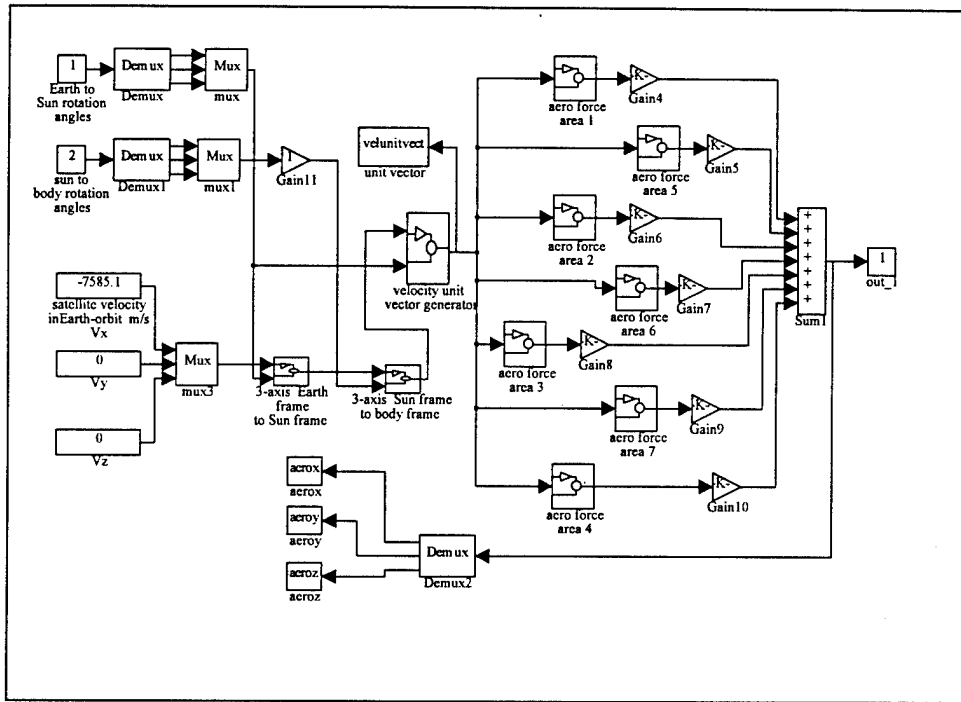 1
Earth to
Sun rotation
angles
Demux
Demux
Mux
mux
2
sun to
body rotation
angles
Demux
Demux1
Mux
mux1
1
Gain11
velunitvect
unit vector
velocity unit
vector generator
-7585.1
satellite velocity
inEarth-orbit m/s
Vx
0
Vy
0
Vz
Mux
mux3
3-axis Earth
frame
to Sun frame
3-axis Sun frame
to body frame
aero force
area 1
K-
Gain4
aero force
area 5
K-
Gain5
aero force
area 2
K-
Gain6
aero force
area 6
K-
Gain7
aero force
area 3
K-
Gain8
aero force
area 7
K-
Gain9
aero force
area 4
K-
Gain10
+
+
+
+
+
+
+
Sum1
1
out_1
aerox
aerox
aeroy
aeroy
aeroz
aeroz
Demux
Demux2